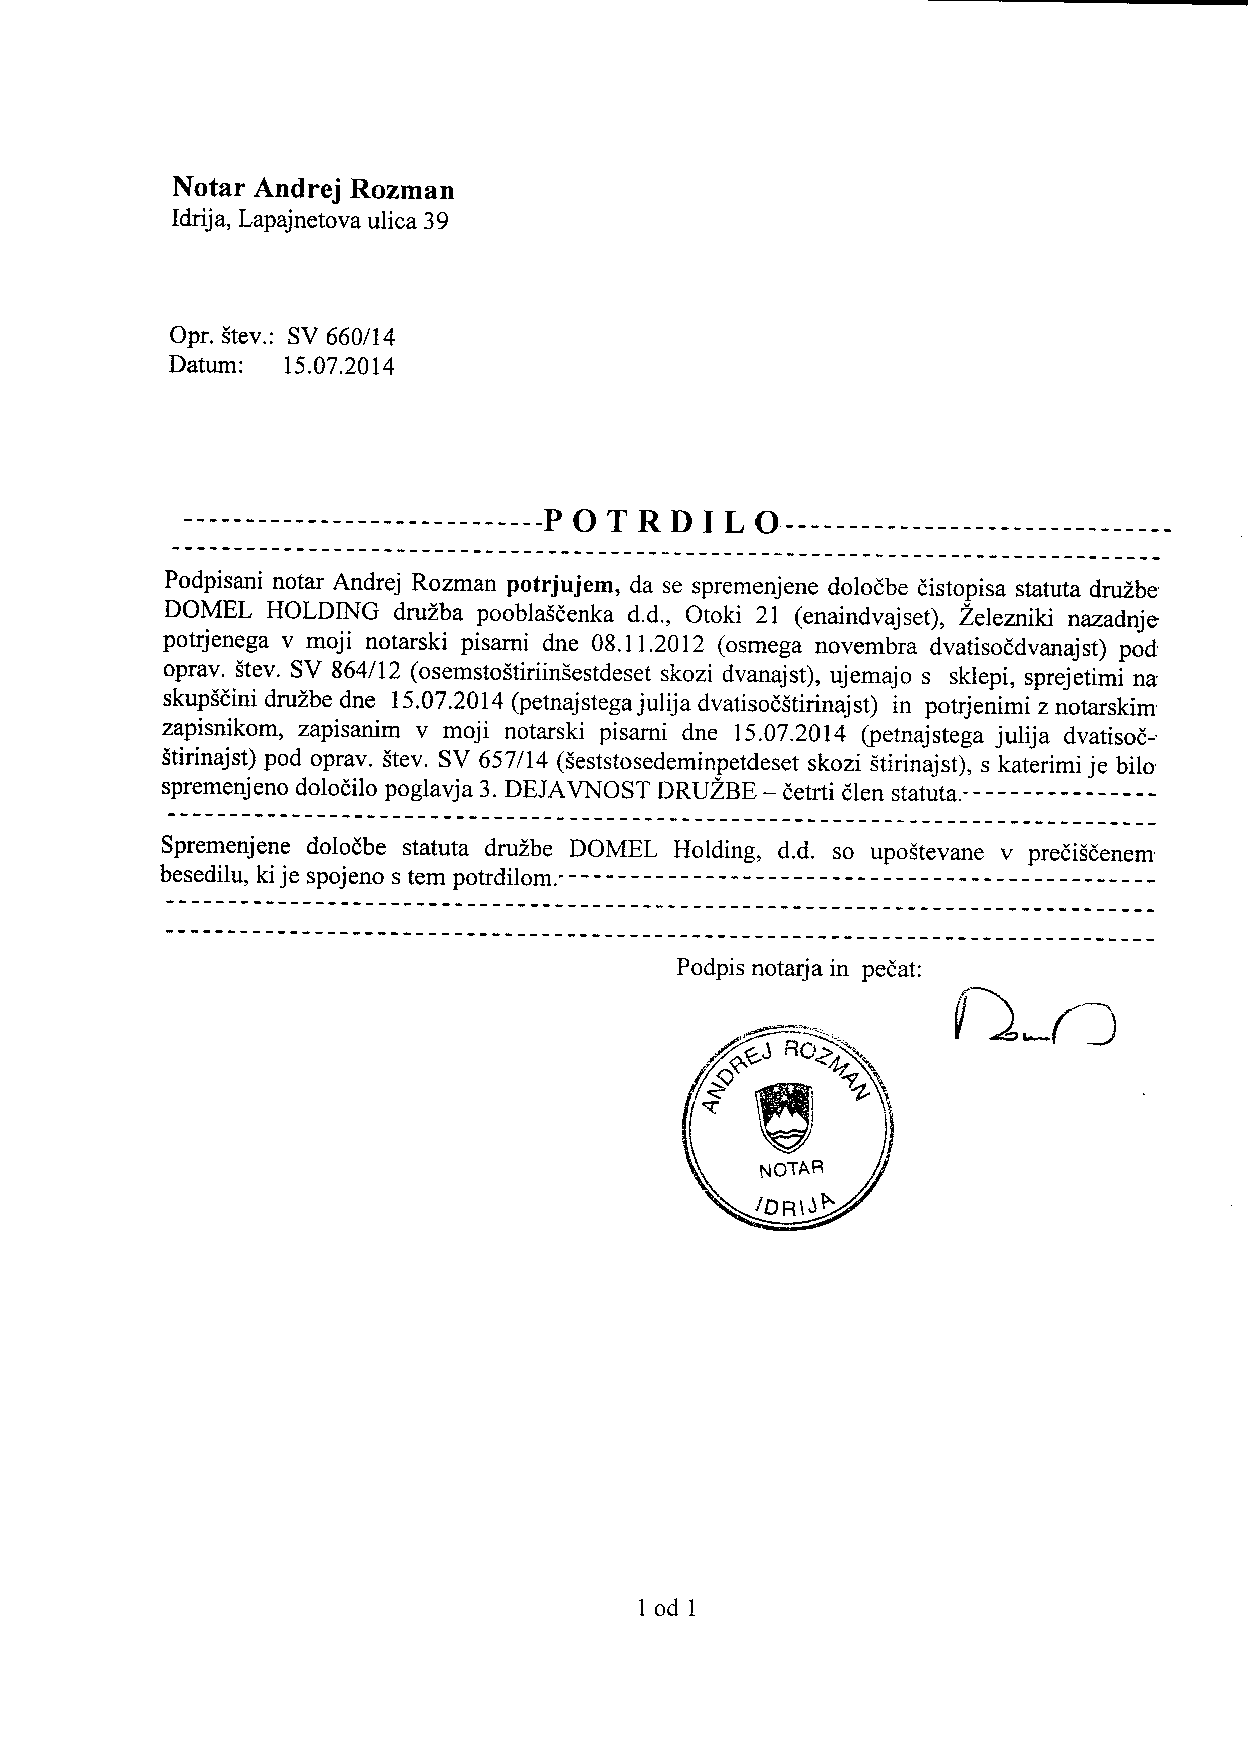 Notar Andrej Rozman
Idrija, Lapajnetova ulica 39
Opr. štev.: SV 660/14
Datum: 15.07.2014
-----------------------------P O T R D I L O-------------------------------
Podpisani notar Andrej Rozman potrjujem, da se spremenjene določbe čistopisa statuta družbe
DOMEL HOLDING družba pooblaščenka d.d., Otoki 21 (enaindvajset), Železniki nazadnje
potrjenega v moji notarski pisarni dne 08.11.2012 (osmega novembra dvatisočdvanajst) pod
oprav. štev. SV 864/12 (osemstoštiriinšestdeset skozi dvanajst), ujemajo s sklepi, sprejetimi na
skupščini družbe dne 15.07.2014 (petnajstega julija dvatisočštirinajst) in potrjenimi z notarskim
zapisnikom, zapisanim v moji notarski pisarni dne 15.07.2014 (petnajstega julija dvatisoč-
štirinajst) pod oprav. štev. SV 657/14 (šeststosedeminpetdeset skozi štirinajst), s katerimi je bilo
spremenjeno določilo poglavja 3. DEJAVNOST DRUŽBE – četrti člen statuta.----------------
Spremenjene določbe statuta družbe DOMEL Holding, d.d. so upoštevane v prečiščenem
besedilu, ki je spojeno s tem potrdilom.------------------------------------------------
Podpis notarja in pečat:
ANDREJ ROZMAN
NOTAR
IDRIJA
1 od 1